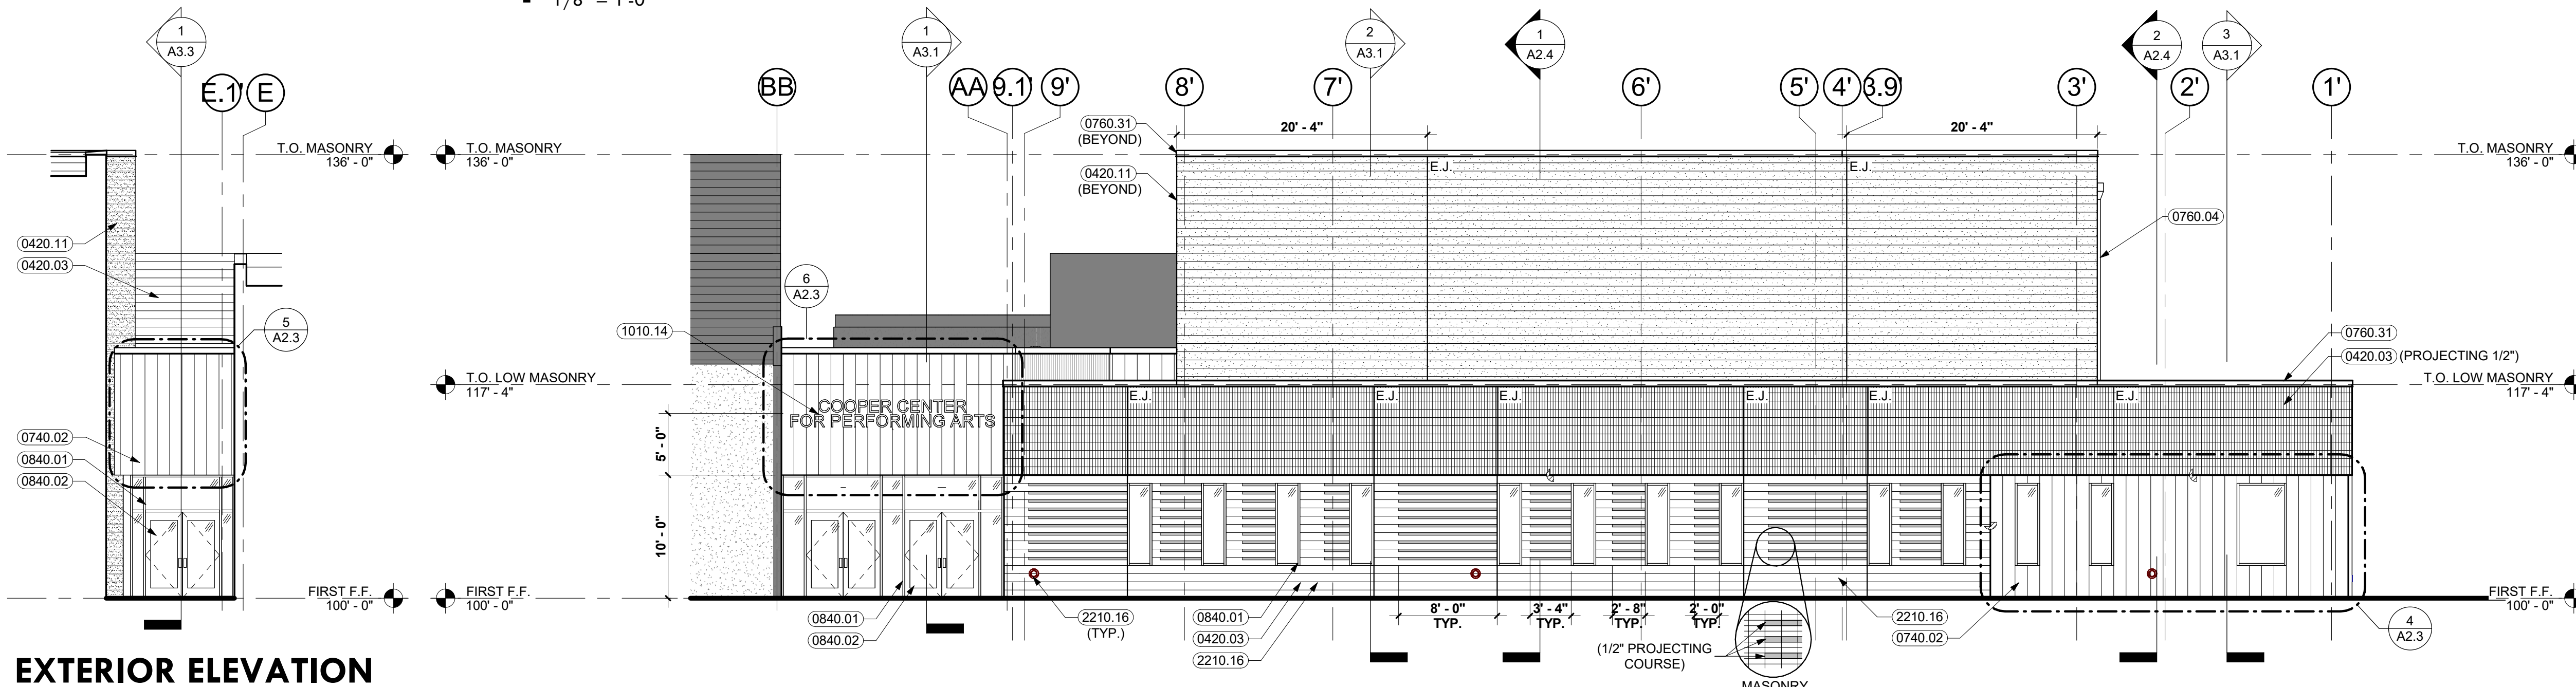 1/8" = 1'-0"
1
A3.3
1
A3.1
2
A3.1
1
A2.4
2
A2.4
3
A3.1
E.1'
E
BB
AA
9.1'
9'
8'
7'
6'
5'
4'
3.9'
3'
2'
1'
0760.31
(BEYOND)
20' - 4"
20' - 4"
T.O. MASONRY
136' - 0"
T.O. MASONRY
136' - 0"
T.O. MASONRY
136' - 0"
E.J.
E.J.
0420.11
(BEYOND)
0760.04
0420.11
0420.03
6
A2.3
5
A2.3
1010.14
0760.31
0420.03 (PROJECTING 1/2")
T.O. LOW MASONRY
117' - 4"
T.O. LOW MASONRY
117' - 4"
E.J.
E.J.
E.J.
E.J.
E.J.
E.J.
COOPER CENTER
FOR PERFORMING ARTS
5' - 0"
0740.02
0840.01
0840.02
10' - 0"
FIRST F.F.
100' - 0"
FIRST F.F.
100' - 0"
FIRST F.F.
100' - 0"
0840.01
0840.02
2210.16
(TYP.)
0840.01
0420.03
2210.16
8' - 0"
TYP.
3' - 4"
TYP.
2' - 8"
TYP.
2' - 0"
TYP.
2210.16
0740.02
4
A2.3
(1/2" PROJECTING
COURSE)
MASONRY
EXTERIOR ELEVATION